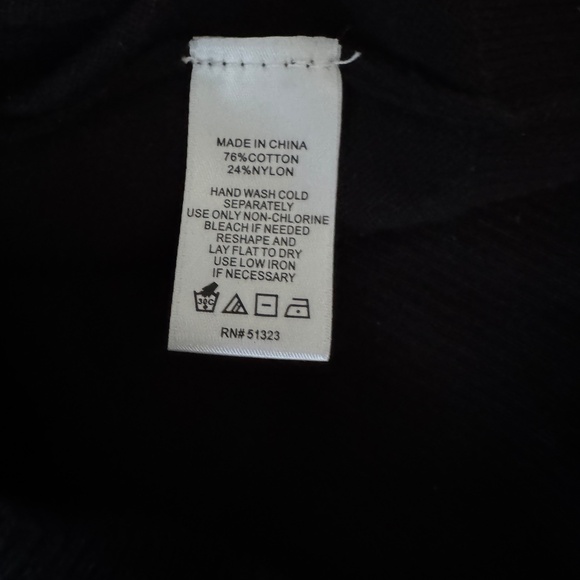 MADE IN CHINA
76%COTTON
24%NYLON
HAND WASH COLD
SEPARATELY
USE ONLY NON-CHLORINE
BLEACH IF NEEDED
RESHAPE AND
LAY FLAT TO DRY
USE LOW IRON
IF NECESSARY
30C
RN# 51323